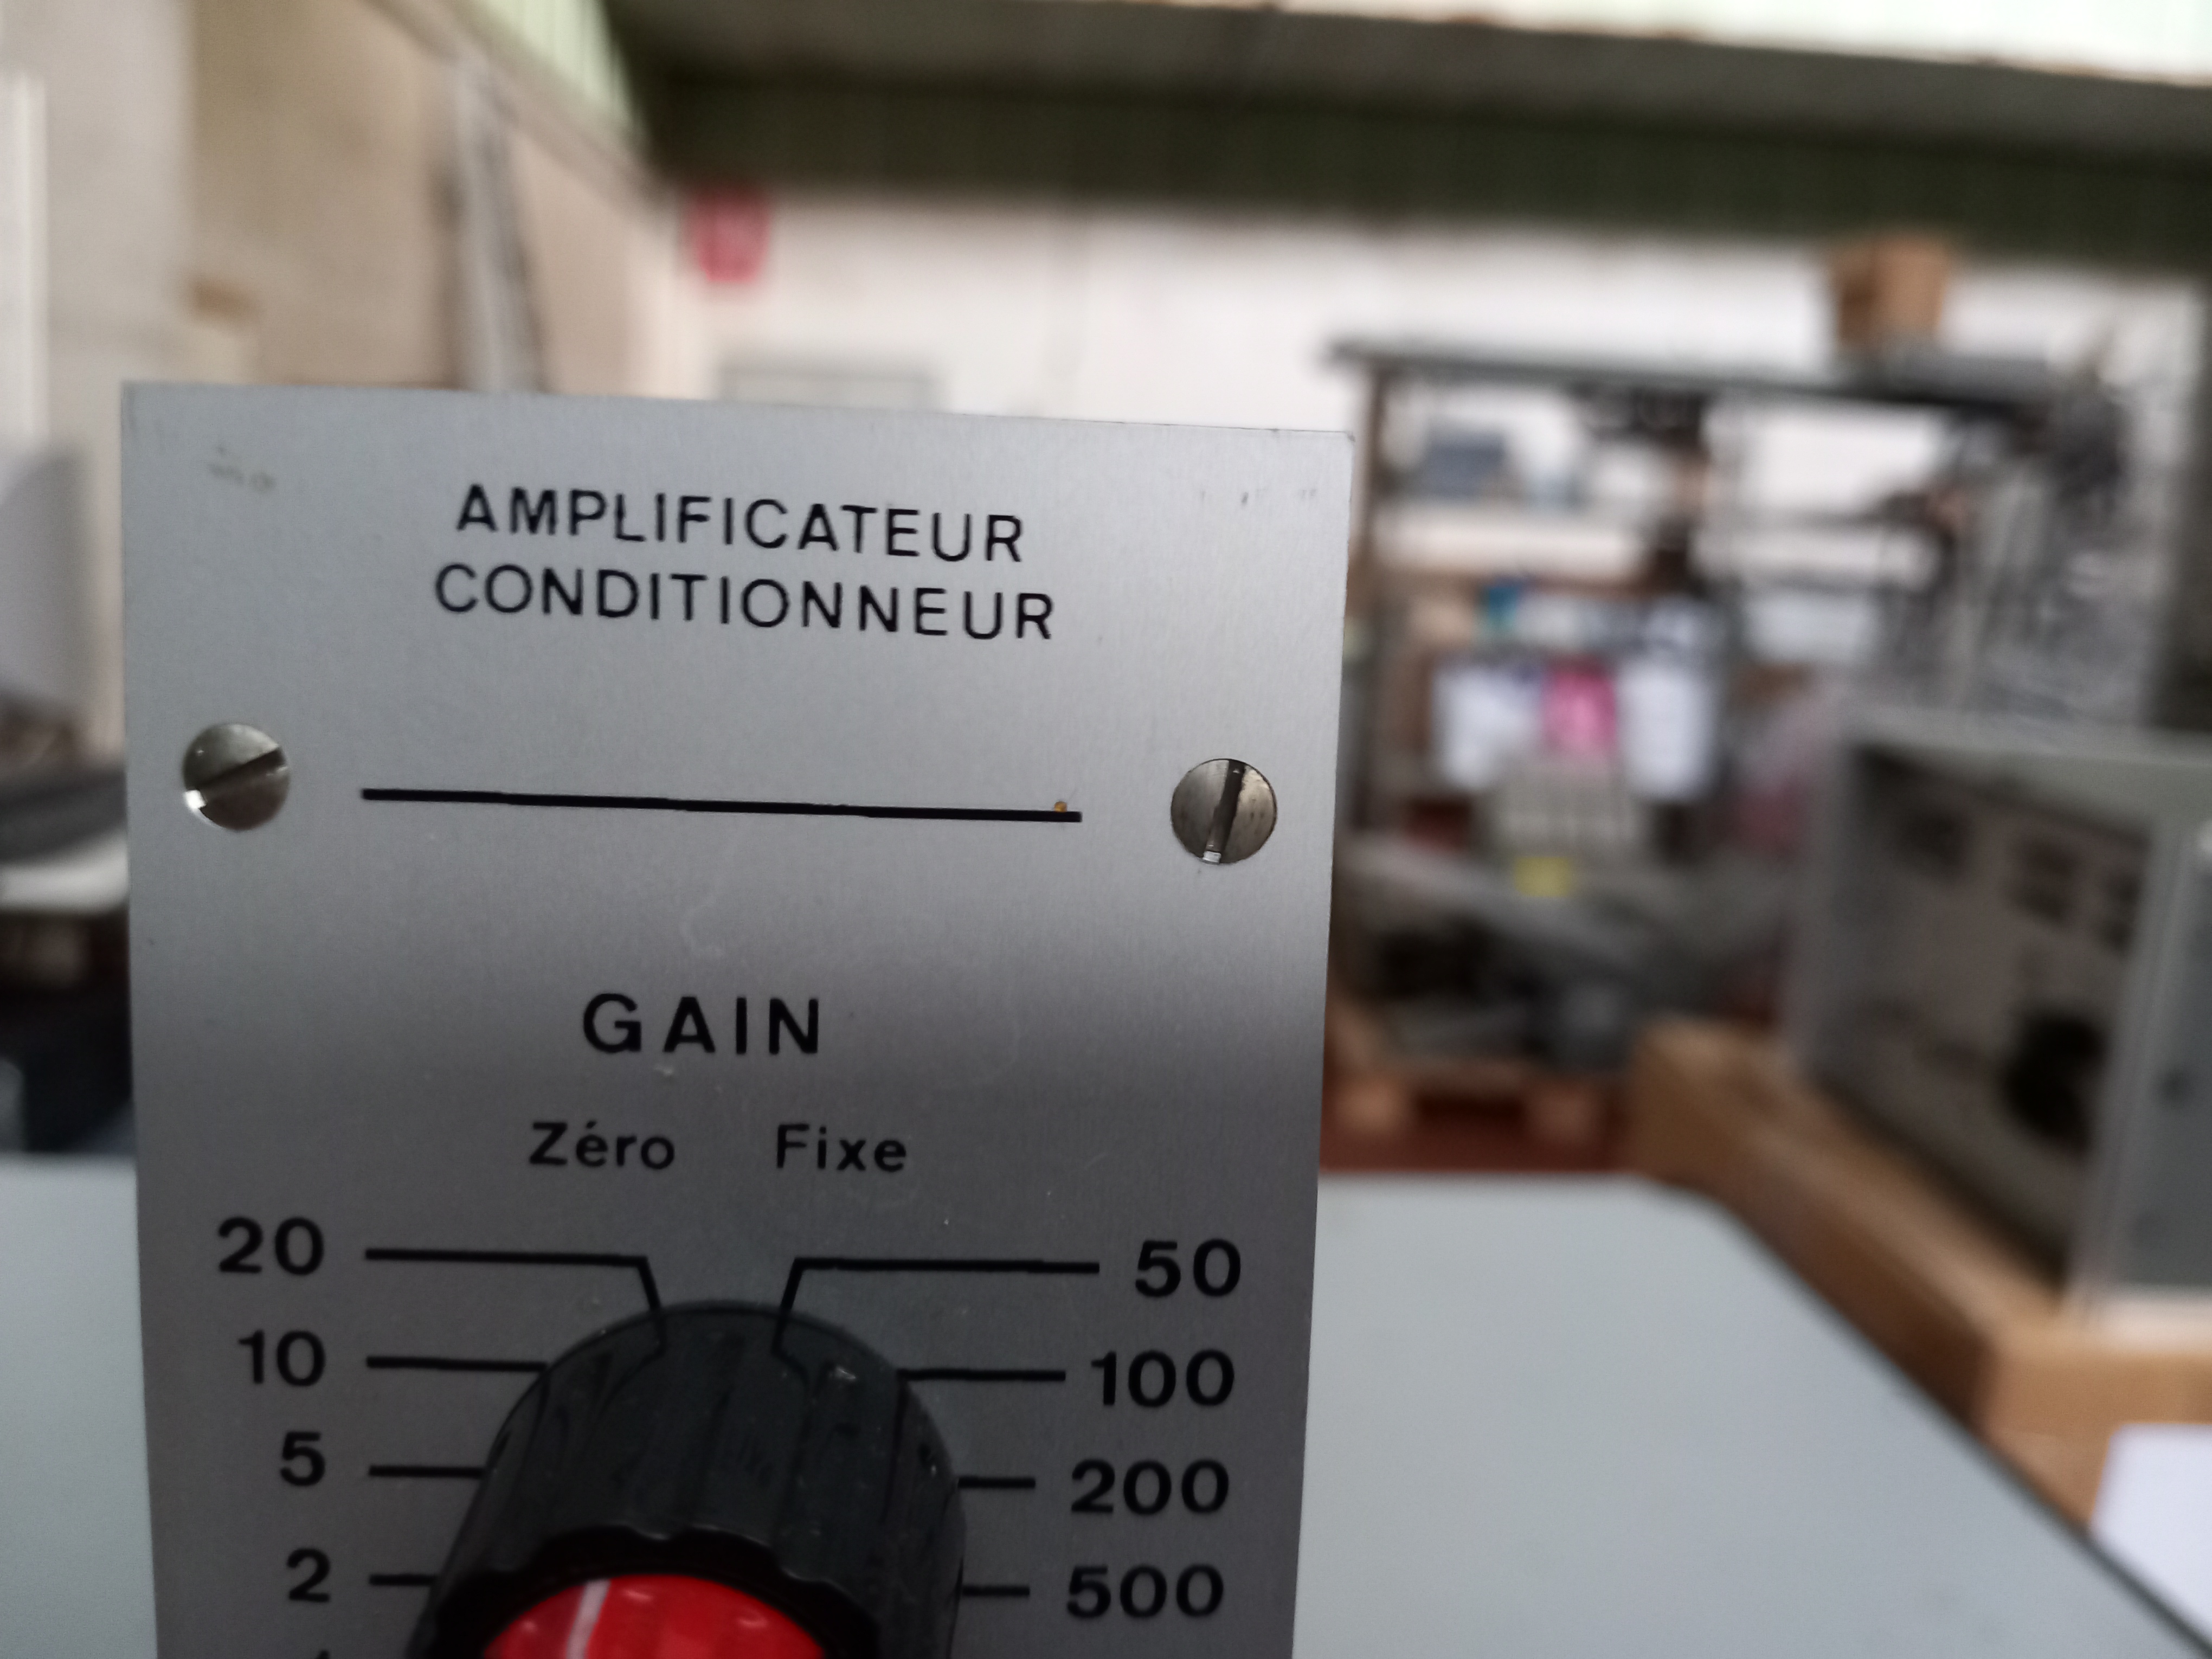 AMPLIFICATEUR
CONDITIONNEUR
GAIN
Zéro Fixe
20 50
10 100
5 200
2 500